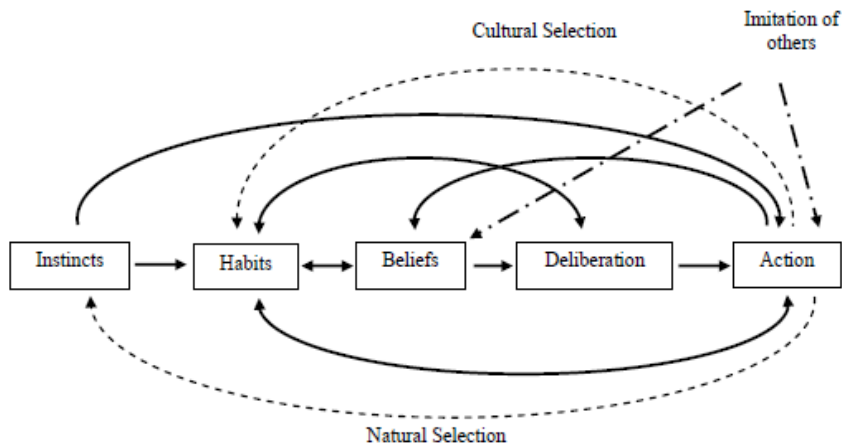 Cultural Selection
Imitation of
others
Instincts
Habits
Beliefs
Deliberation
Action
Natural Selection